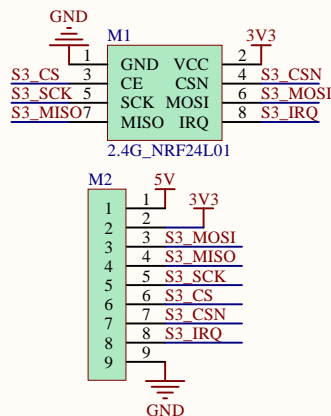 GND
M1
3V3
1 GND VCC 2
S3_CS 3 CE CSN 4 S3_CSN
S3_SCK 5 SCK MOSI 6 S3_MOSI
S3_MISO 7 MISO IRQ 8 S3_IRQ
2.4G_NRF24L01
M2
5V
3V3
1 1
2 2
3 3 S3_MOSI
4 4 S3_MISO
5 5 S3_SCK
6 6 S3_CS
7 7 S3_CSN
8 8 S3_IRQ
9 9
GND